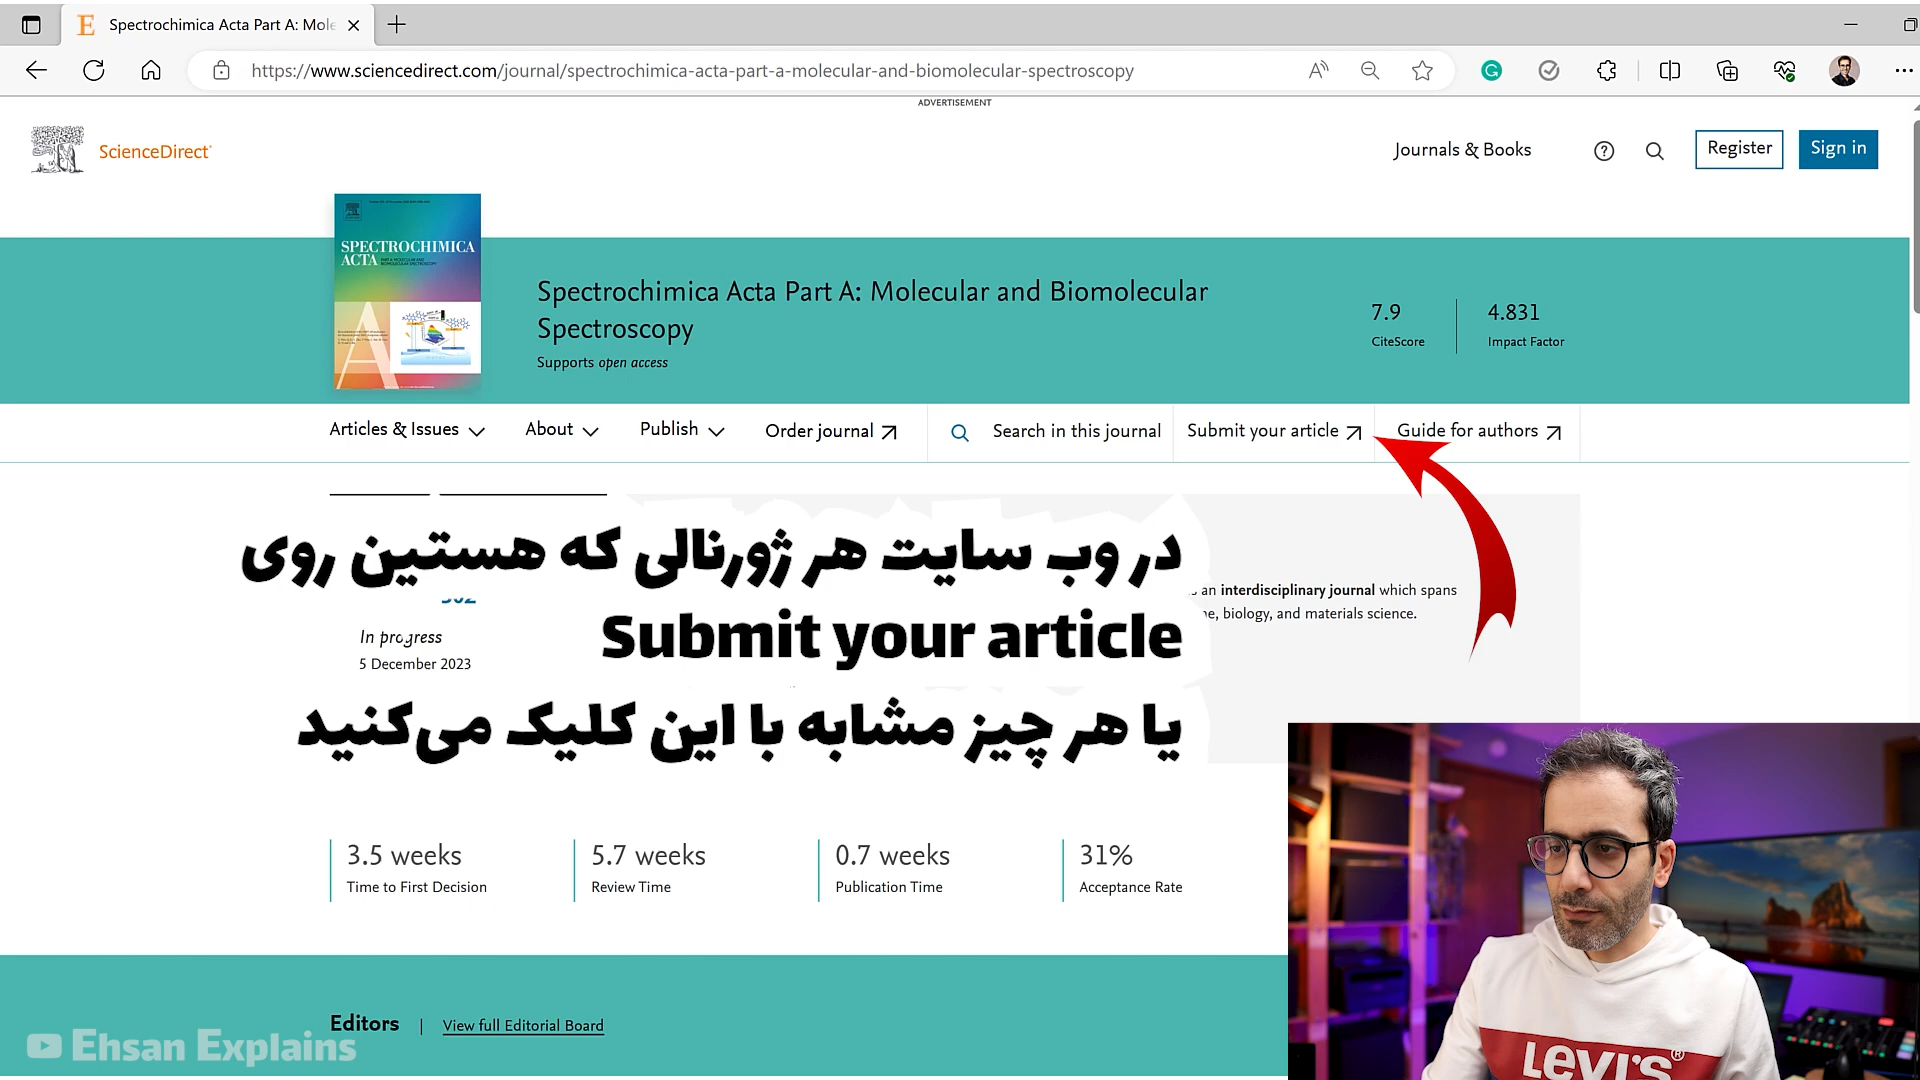 Spectrochimica Acta Part A: Mole
https://www.sciencedirect.com/journal/spectrochimica-acta-part-a-molecular-and-biomolecular-spectroscopy
ADVERTISEMENT
ScienceDirect
Journals & Books
Register
Sign in
SPECTROCHIMICA
ACTA
Spectrochimica Acta Part A: Molecular and Biomolecular
Spectroscopy
Supports open access
7.9
CiteScore
4.831
Impact Factor
Articles & Issues
About
Publish
Order journal
Search in this journal
Submit your article
Guide for authors
در وب سایت هر ژورنالی که هستین روی
Submit your article
یا هر چیز مشابه با این کلیک می‌کنید
an interdisciplinary journal which spans
biology, and materials science.
In progress
5 December 2023
3.5 weeks
Time to First Decision
5.7 weeks
Review Time
0.7 weeks
Publication Time
31%
Acceptance Rate
Editors | View full Editorial Board
Ehsan Explains
LEVI'S®